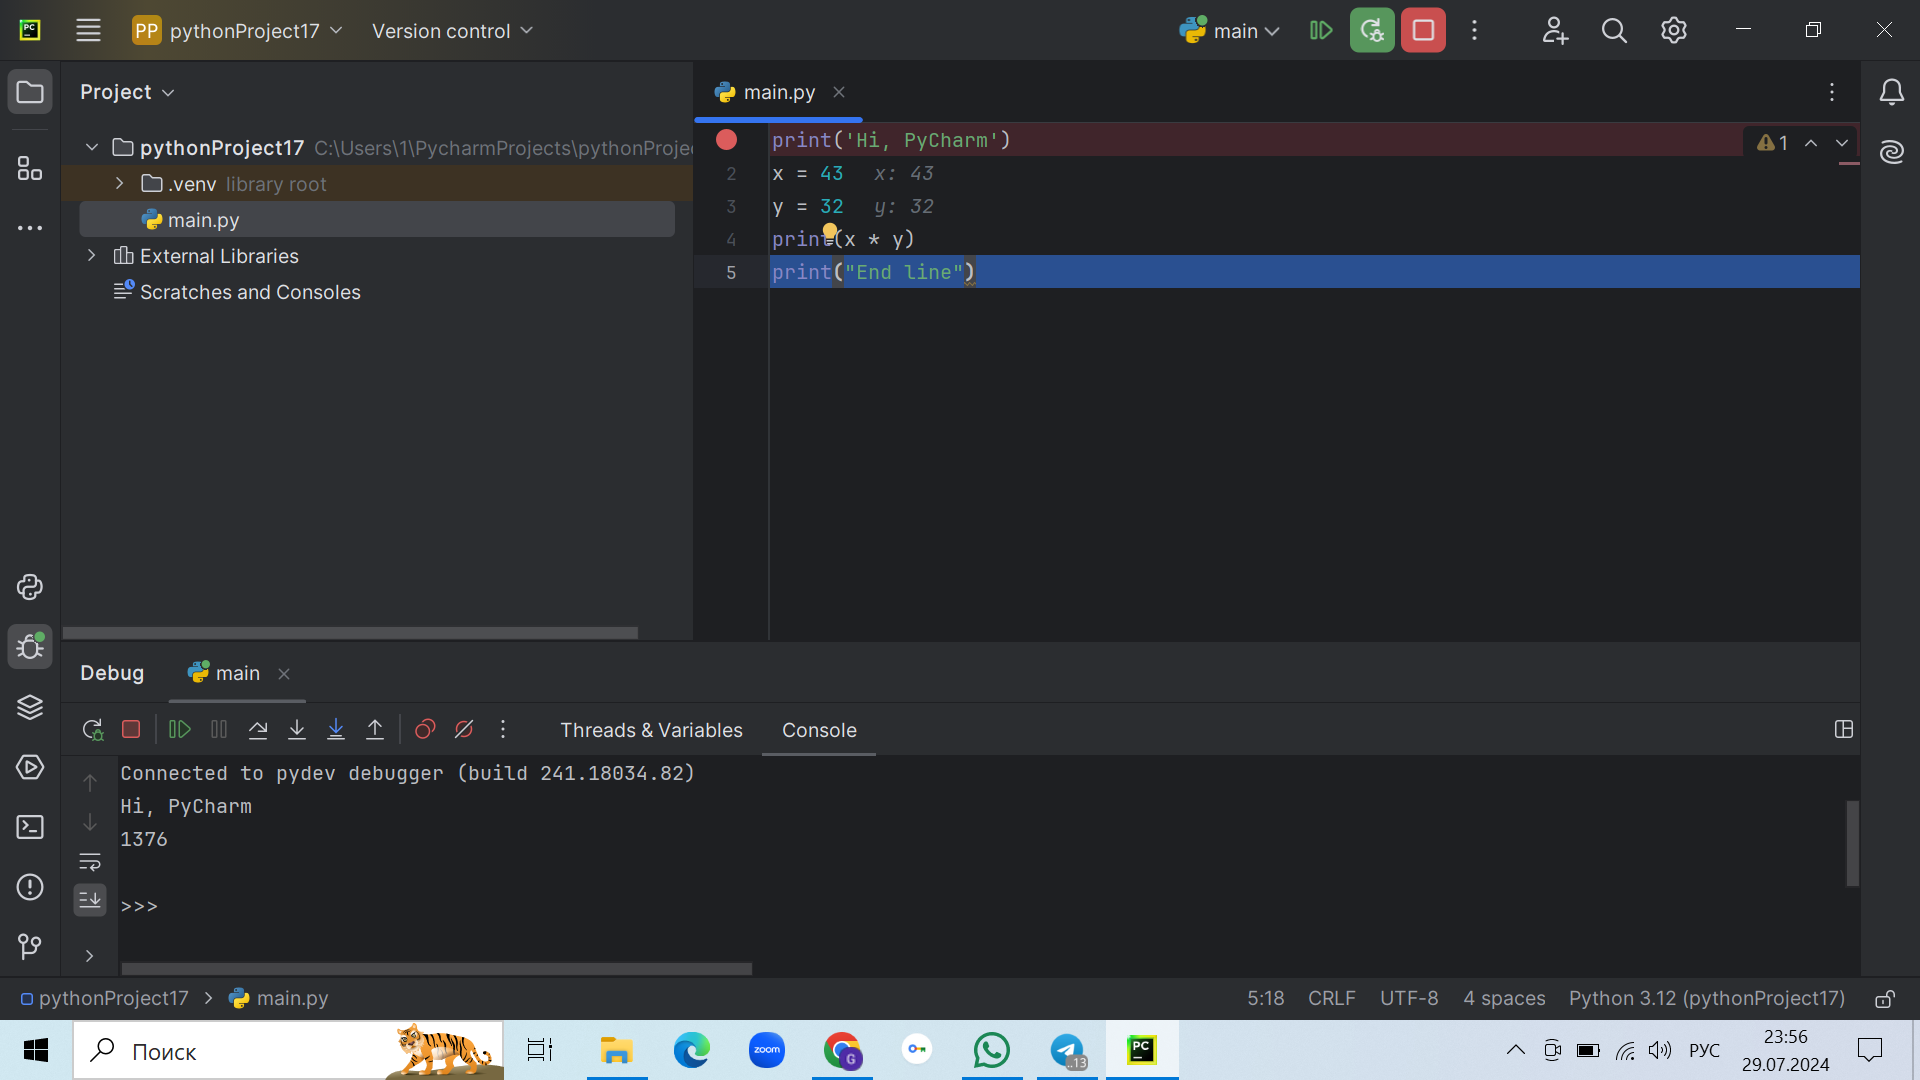 PC PP pythonProject17 Version control main
Project
main.py
pythonProject17 C:\Users\1\PycharmProjects\pythonProje
.venv library root
main.py
External Libraries
Scratches and Consoles
print('Hi, PyCharm') 1
2 x = 43 x: 43
3 y = 32 y: 32
4 print(x * y)
5 print("End line")
Debug main
Threads & Variables Console
Connected to pydev debugger (build 241.18034.82)
Hi, PyCharm
1376
>>>
pythonProject17 > main.py 5:18 CRLF UTF-8 4 spaces Python 3.12 (pythonProject17)
Поиск zoom G ..13 PC РУС 23:56
29.07.2024